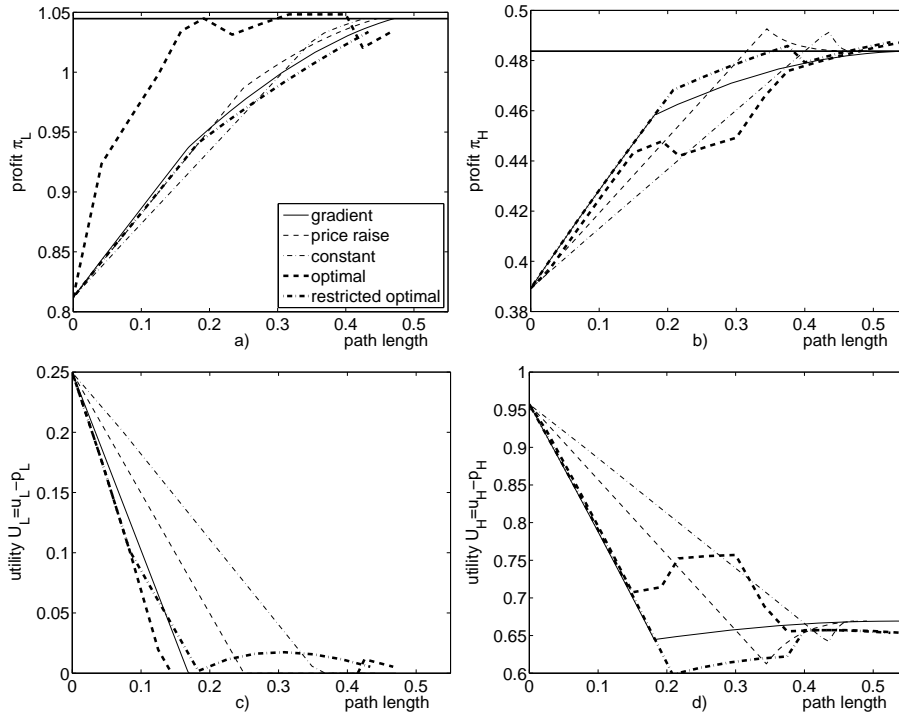 1.05
1
0.95
0.9
0.85
0.8
profit π_L
0 0.1 0.2 0.3 0.4 0.5
a) path length
gradient
price raise
constant
optimal
restricted optimal
0.5
0.48
0.46
0.44
0.42
0.4
0.38
profit π_H
0 0.1 0.2 0.3 0.4 0.5
b) path length
0.25
0.2
0.15
0.1
0.05
0
utility U_L=u_L−p_L
0 0.1 0.2 0.3 0.4 0.5
c) path length
1
0.95
0.9
0.85
0.8
0.75
0.7
0.65
0.6
utility U_H=u_H−p_H
0 0.1 0.2 0.3 0.4 0.5
d) path length